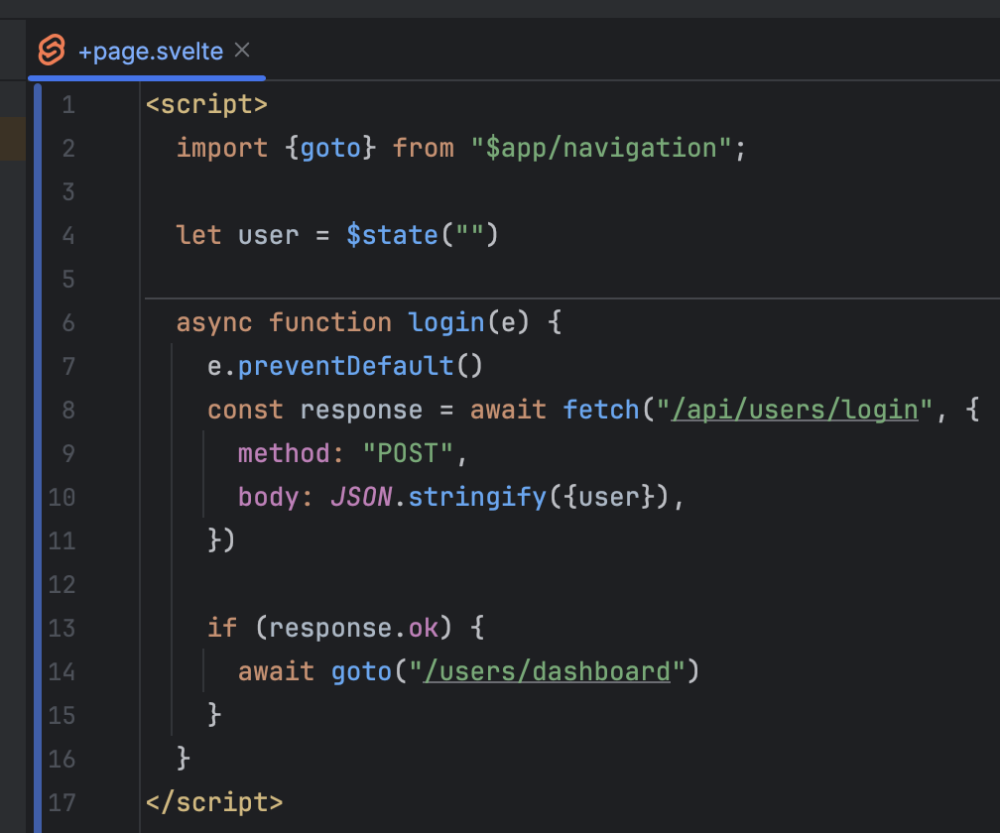 +page.svelte ×
1 <script>
2   import {goto} from "$app/navigation";
3
4   let user = $state("")
5
6   async function login(e) {
7     e.preventDefault()
8     const response = await fetch("/api/users/login", {
9       method: "POST",
10       body: JSON.stringify({user}),
11     })
12
13     if (response.ok) {
14       await goto("/users/dashboard")
15     }
16   }
17 </script>